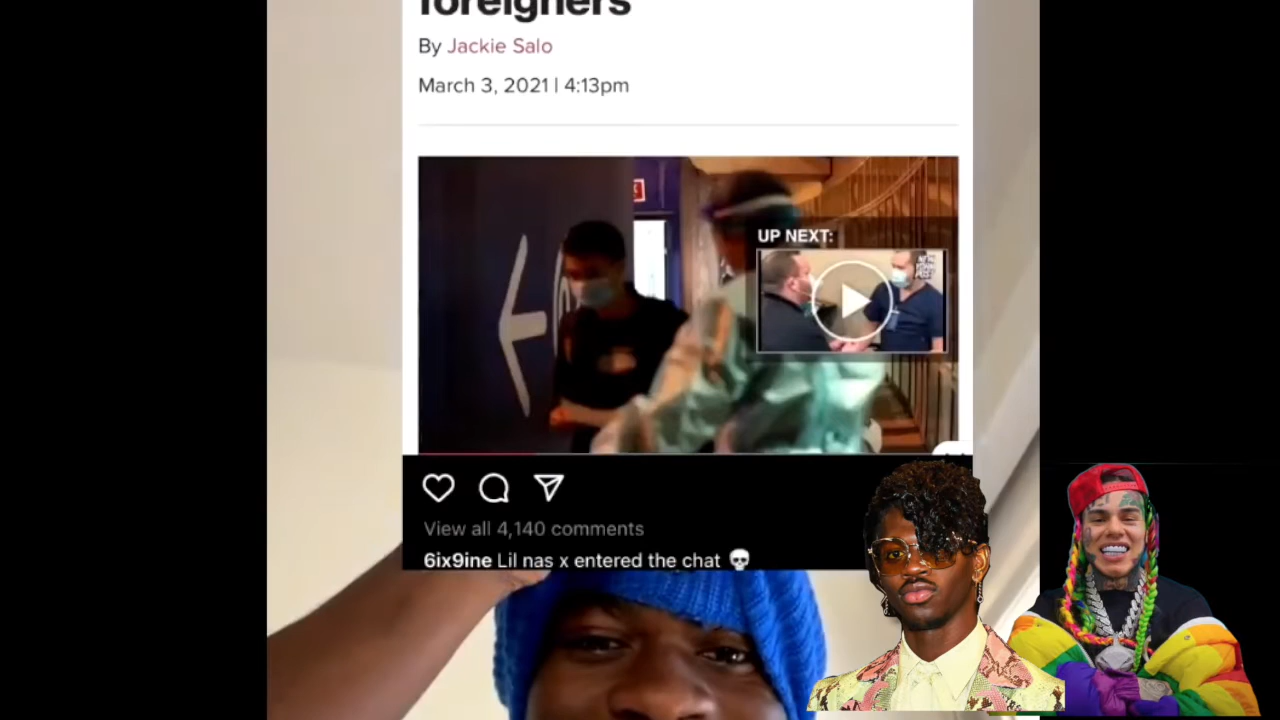 foreigners
By Jackie Salo
March 3, 2021 | 4:13pm
UP NEXT:
View all 4,140 comments
6ix9ine Lil nas x entered the chat 💀